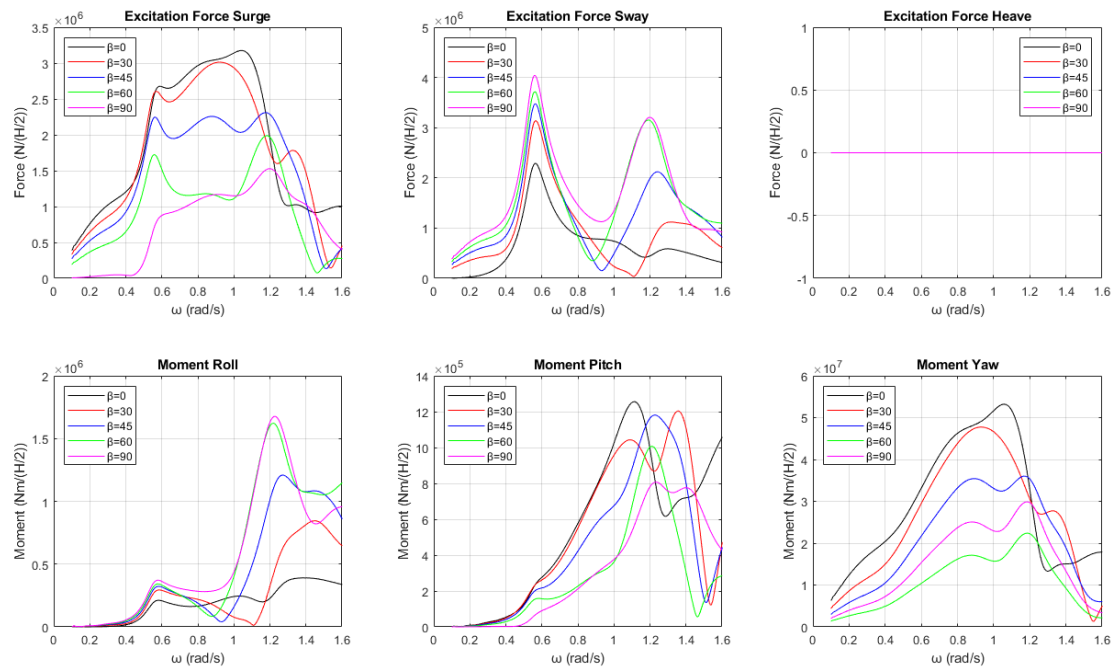 Excitation Force Surge
×10⁶
β=0
β=30
β=45
β=60
β=90
3.5
3
2.5
2
1.5
1
0.5
0
Force (N/(H/2))
0 0.2 0.4 0.6 0.8 1 1.2 1.4 1.6
ω (rad/s)
Excitation Force Sway
×10⁶
β=0
β=30
β=45
β=60
β=90
5
4
3
2
1
0
Force (N/(H/2))
0 0.2 0.4 0.6 0.8 1 1.2 1.4 1.6
ω (rad/s)
Excitation Force Heave
β=0
β=30
β=45
β=60
β=90
1
0.5
0
-0.5
-1
Force (N/(H/2))
0 0.2 0.4 0.6 0.8 1 1.2 1.4 1.6
ω (rad/s)
Moment Roll
×10⁶
β=0
β=30
β=45
β=60
β=90
2
1.5
1
0.5
0
Moment (Nm/(H/2))
0 0.2 0.4 0.6 0.8 1 1.2 1.4 1.6
ω (rad/s)
Moment Pitch
×10⁵
β=0
β=30
β=45
β=60
β=90
14
12
10
8
6
4
2
0
Moment (Nm/(H/2))
0 0.2 0.4 0.6 0.8 1 1.2 1.4 1.6
ω (rad/s)
Moment Yaw
×10⁷
β=0
β=30
β=45
β=60
β=90
6
5
4
3
2
1
0
Moment (Nm/(H/2))
0 0.2 0.4 0.6 0.8 1 1.2 1.4 1.6
ω (rad/s)